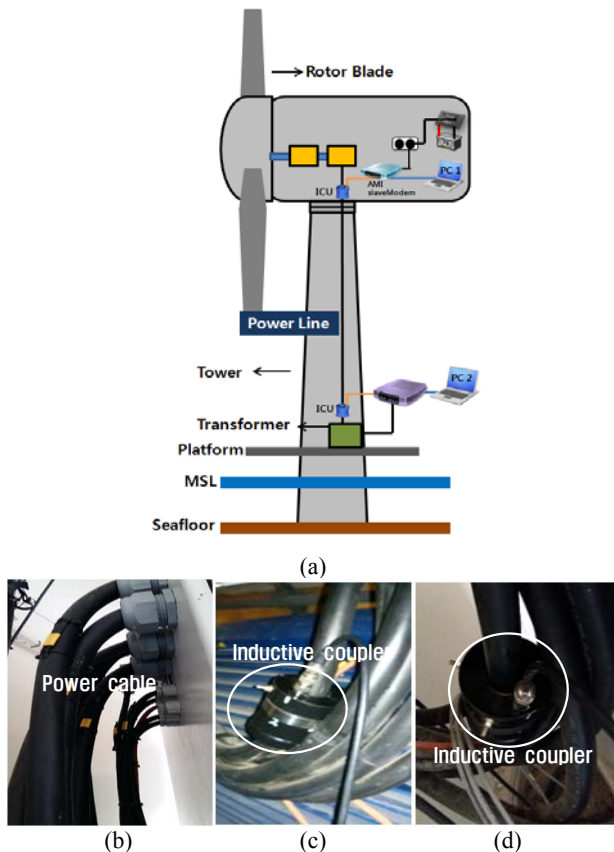 Rotor Blade
PC 1
ICU
AMI
slaveModem
Power Line
Tower
PC 2
ICU
Transformer
Platform
MSL
Seafloor
(a)
Power cable
Inductive coupler
Inductive coupler
(b)
(c)
(d)